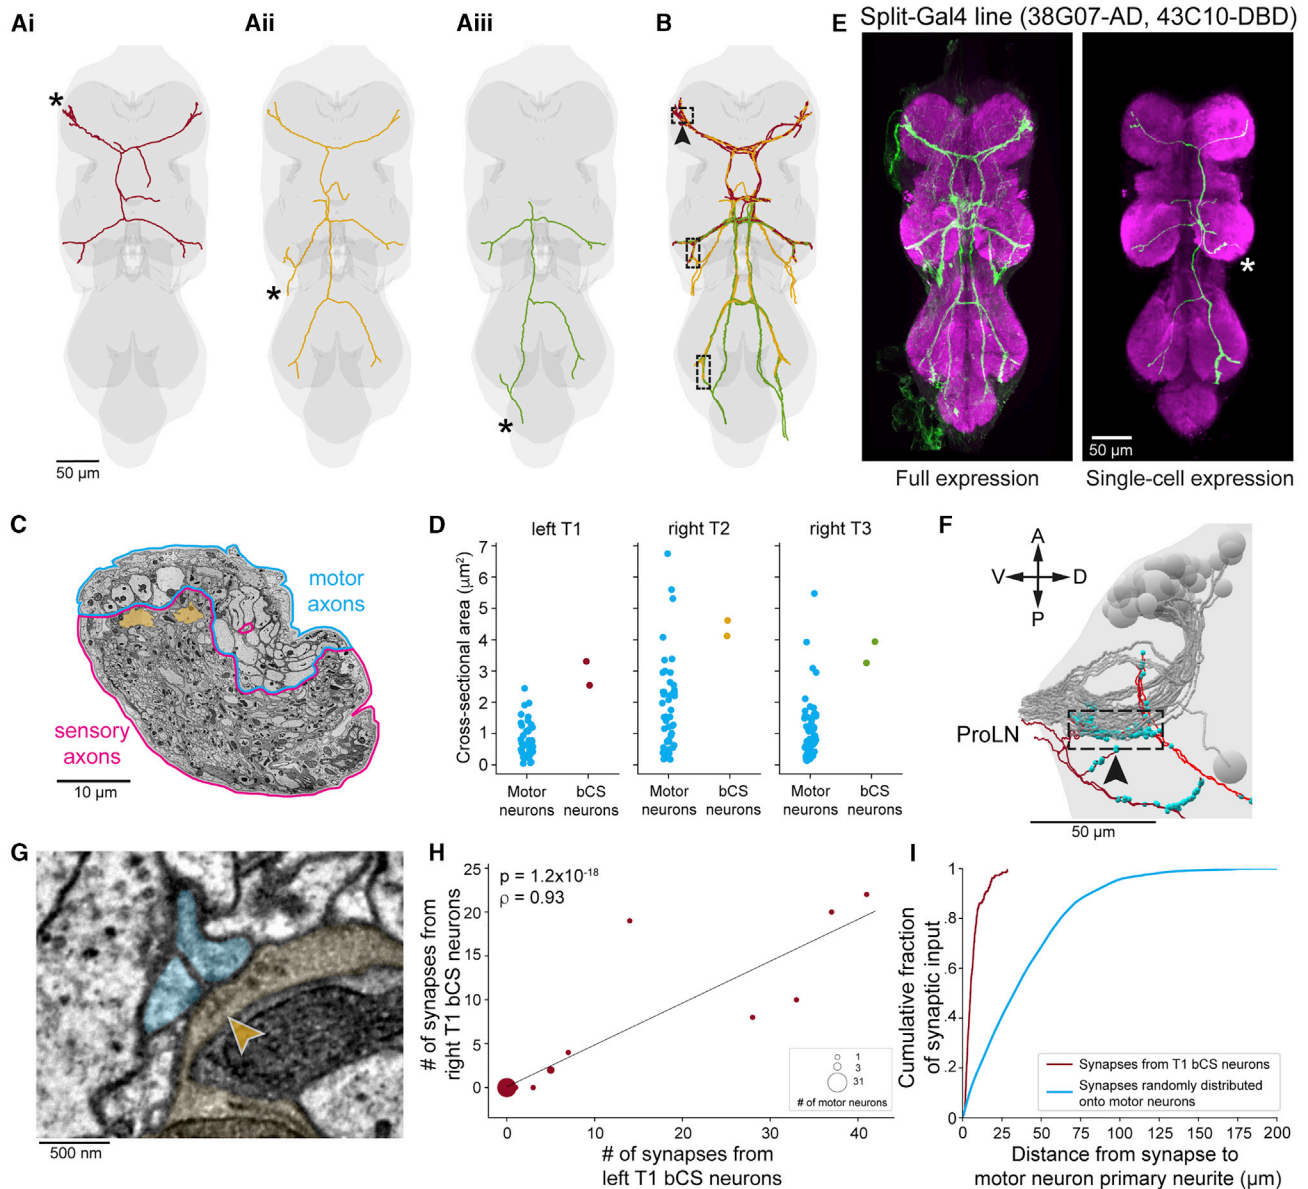 Ai
Aii
Aiii
B
E
Split-Gal4 line (38G07-AD, 43C10-DBD)
*
*
*
*
50 µm
50 µm
Full expression
Single-cell expression
C
motor
axons
sensory
axons
10 µm
D
left T1
right T2
right T3
Cross-sectional area (µm²)
7
6
5
4
3
2
1
0
Motor
neurons
bCS
neurons
Motor
neurons
bCS
neurons
Motor
neurons
bCS
neurons
F
A
V
D
P
ProLN
50 µm
G
500 nm
H
p = 1.2x10⁻¹⁸
ρ = 0.93
# of synapses from
right T1 bCS neurons
25
20
15
10
5
0
0
10
20
30
40
# of synapses from
left T1 bCS neurons
1
3
31
# of motor neurons
I
Cumulative fraction
of synaptic input
1
.8
.6
.4
.2
0
0
25
50
75
100
125
150
175
200
Distance from synapse to
motor neuron primary neurite (µm)
Synapses from T1 bCS neurons
Synapses randomly distributed
onto motor neurons